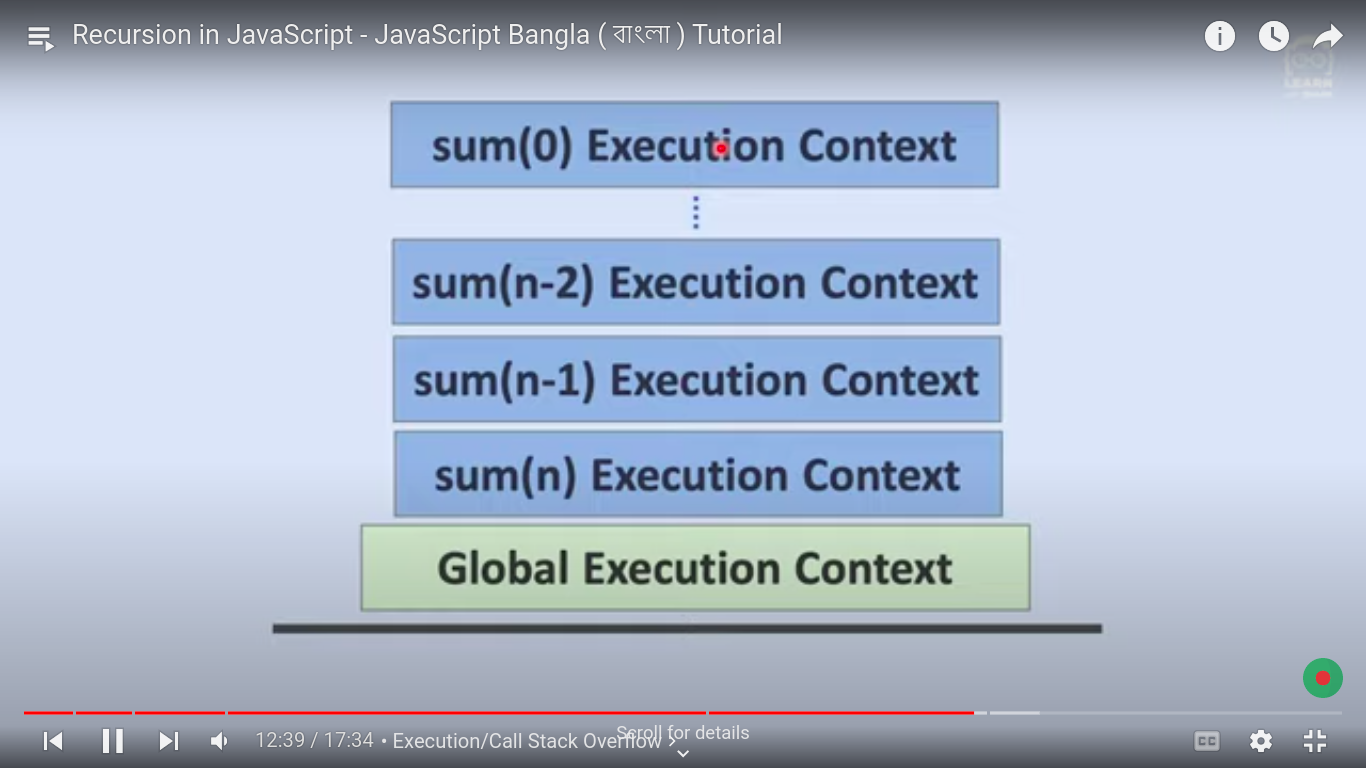 Recursion in JavaScript - JavaScript Bangla ( বাংলা ) Tutorial
LEARN
sum(0) Execution Context
sum(n-2) Execution Context
sum(n-1) Execution Context
sum(n) Execution Context
Global Execution Context
Scroll for details
12:39 / 17:34 • Execution/Call Stack Overflow
CC